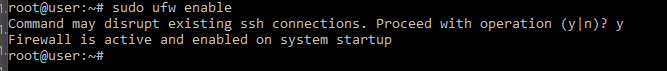 root@user:~# sudo ufw enable
Command may disrupt existing ssh connections. Proceed with operation (y|n)? y
Firewall is active and enabled on system startup
root@user:~#